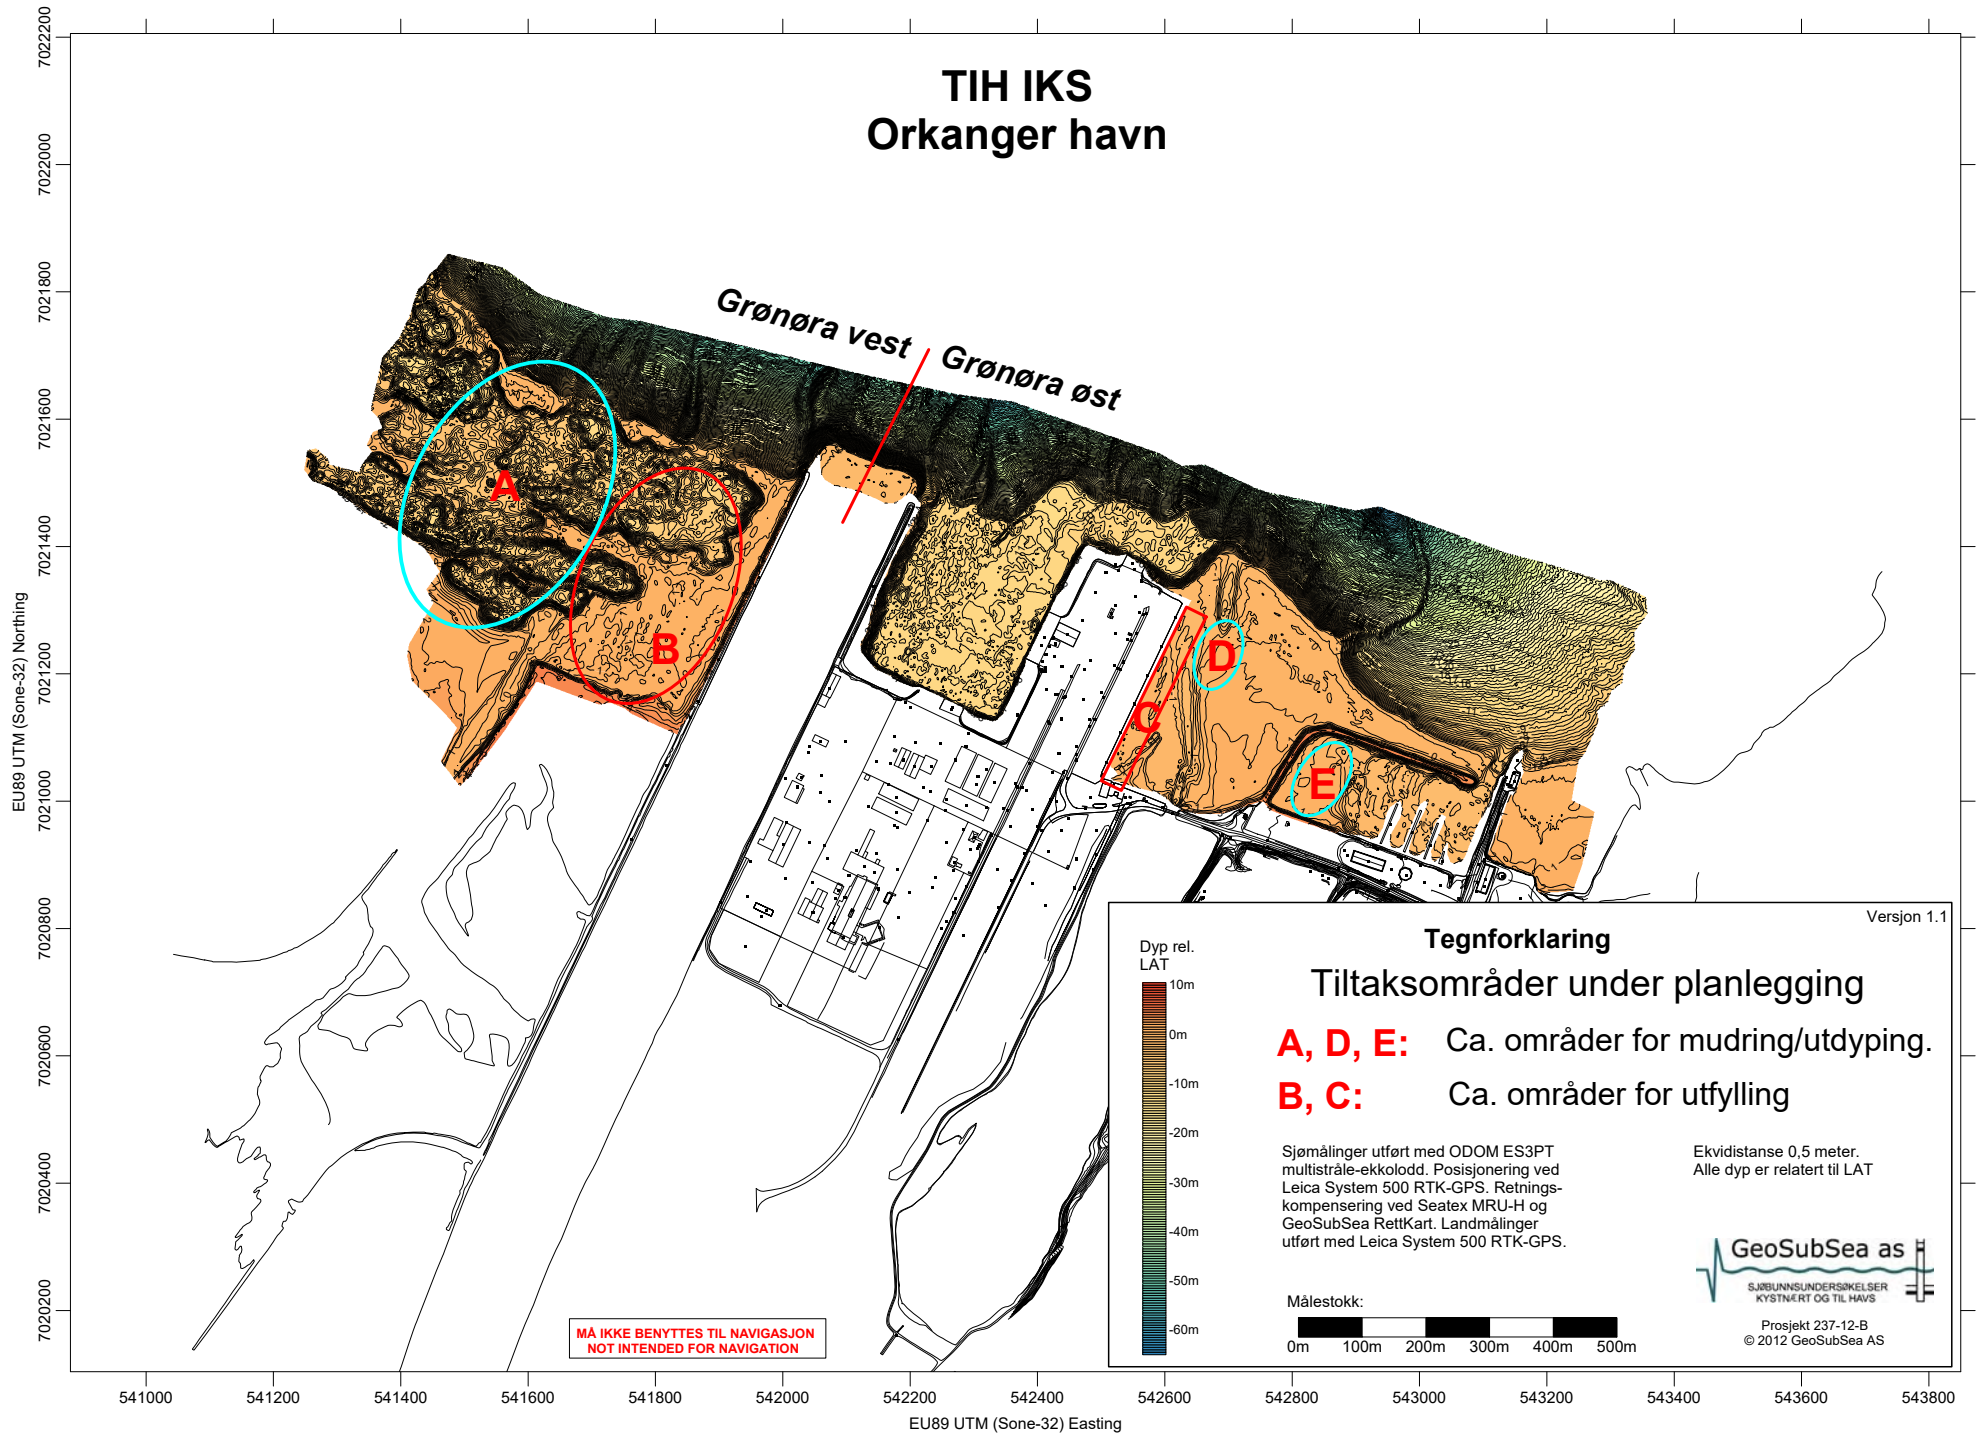 TIH IKS
Orkanger havn
Grønøra vest
Grønøra øst
A
B
C
D
E
7022200
7022000
7021800
7021600
7021400
7021200
7021000
7020800
7020600
7020400
7020200
EU89 UTM (Sone-32) Northing
541000 541200 541400 541600 541800 542000 542200 542400 542600 542800 543000 543200 543400 543600 543800
EU89 UTM (Sone-32) Easting
MÅ IKKE BENYTTES TIL NAVIGASJON
NOT INTENDED FOR NAVIGATION
Versjon 1.1
Tegnforklaring
Tiltaksområder under planlegging
A, D, E: Ca. områder for mudring/utdyping.
B, C: Ca. områder for utfylling
Dyp rel.
LAT
10m
0m
-10m
-20m
-30m
-40m
-50m
-60m
Sjømålinger utført med ODOM ES3PT
multistråle-ekkolodd. Posisjonering ved
Leica System 500 RTK-GPS. Retnings-
kompensering ved Seatex MRU-H og
GeoSubSea RettKart. Landmålinger
utført med Leica System 500 RTK-GPS.
Ekvidistanse 0,5 meter.
Alle dyp er relatert til LAT
Målestokk:
0m 100m 200m 300m 400m 500m
GeoSubSea as
SJØBUNNSUNDERSØKELSER
KYSTNÆRT OG TIL HAVS
Prosjekt 237-12-B
© 2012 GeoSubSea AS